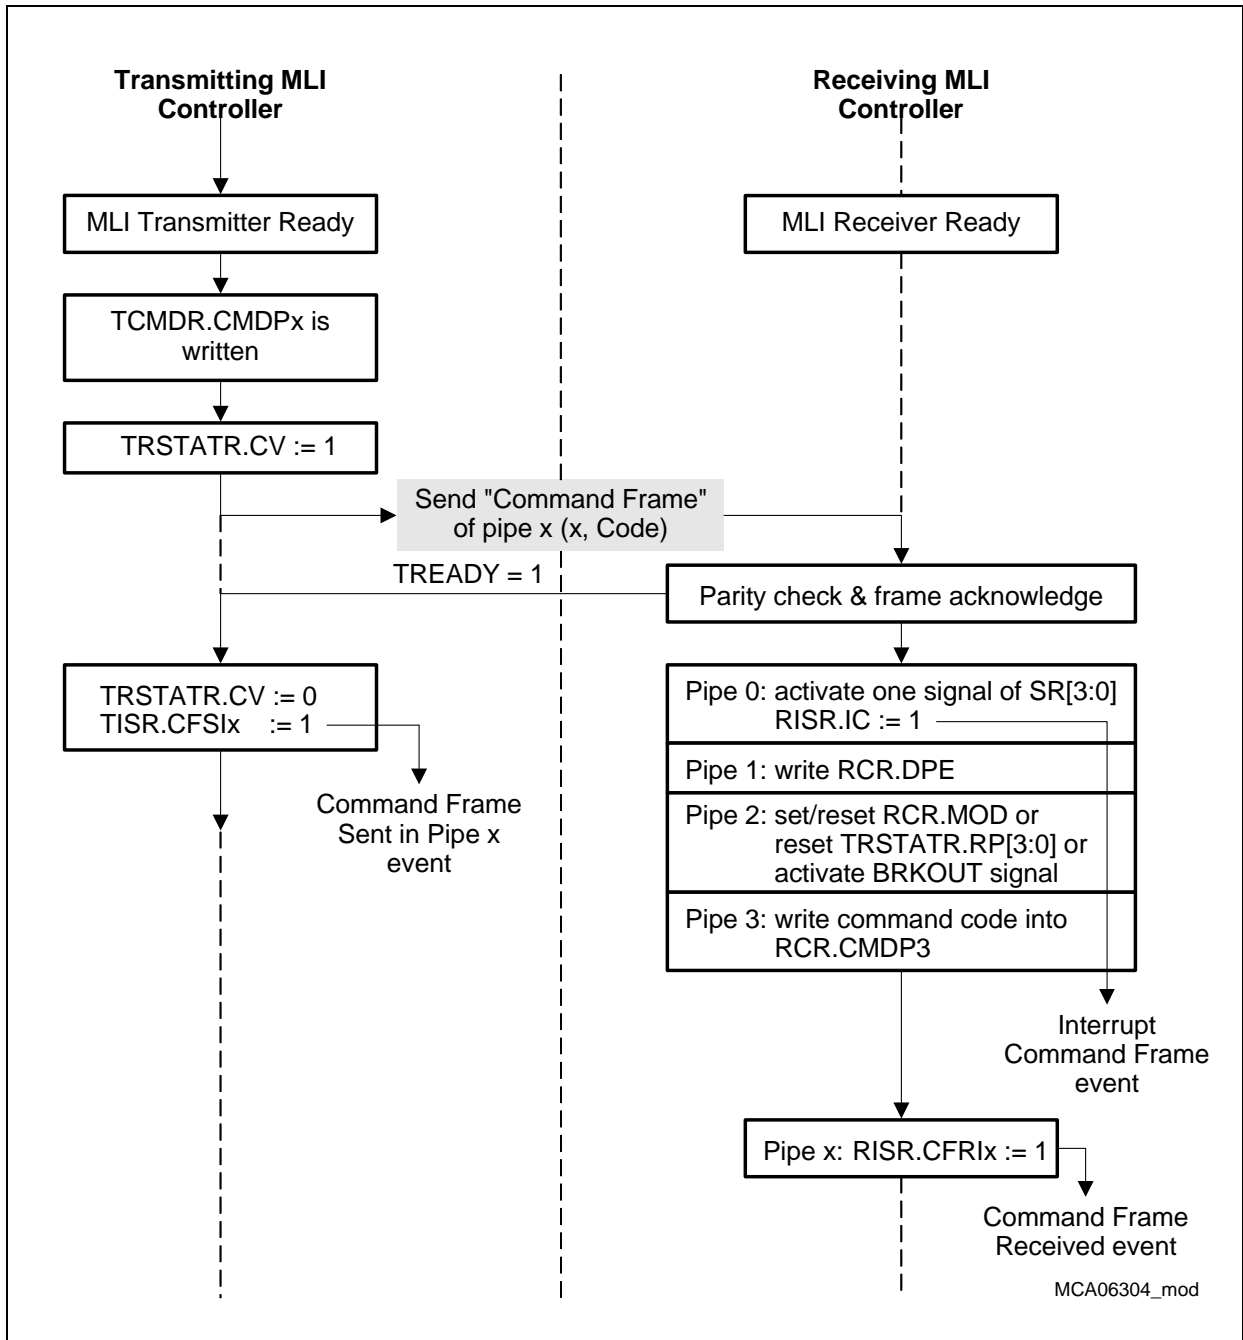 Transmitting MLI
Controller
Receiving MLI
Controller
MLI Transmitter Ready
MLI Receiver Ready
TCMDR.CMDPx is
written
TRSTATR.CV := 1
Send "Command Frame"
of pipe x (x, Code)
TREADY = 1
Parity check & frame acknowledge
TRSTATR.CV := 0
TISR.CFSIx := 1
Command Frame
Sent in Pipe x
event
Pipe 0: activate one signal of SR[3:0]
RISR.IC := 1
Pipe 1: write RCR.DPE
Pipe 2: set/reset RCR.MOD or
reset TRSTATR.RP[3:0] or
activate BRKOUT signal
Pipe 3: write command code into
RCR.CMDP3
Interrupt
Command Frame
event
Pipe x: RISR.CFRIx := 1
Command Frame
Received event
MCA06304_mod